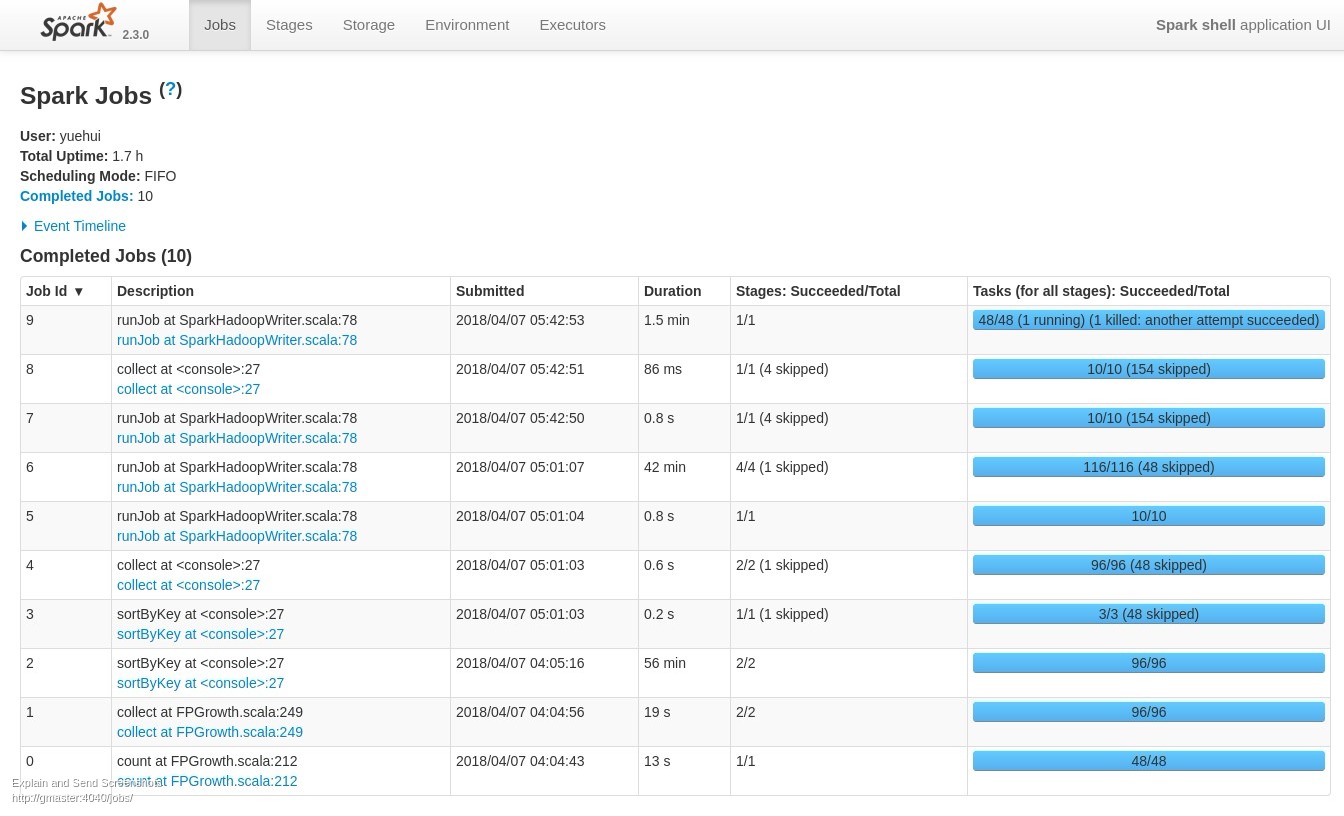 APACHE
Spark 2.3.0 Jobs Stages Storage Environment Executors Spark shell application UI
Spark Jobs (?)
User: yuehui
Total Uptime: 1.7 h
Scheduling Mode: FIFO
Completed Jobs: 10
Event Timeline
Completed Jobs (10)
Job Id ▼ Description Submitted Duration Stages: Succeeded/Total Tasks (for all stages): Succeeded/Total
9 runJob at SparkHadoopWriter.scala:78 2018/04/07 05:42:53 1.5 min 1/1 48/48 (1 running) (1 killed: another attempt succeeded)
runJob at SparkHadoopWriter.scala:78
8 collect at <console>:27 2018/04/07 05:42:51 86 ms 1/1 (4 skipped) 10/10 (154 skipped)
collect at <console>:27
7 runJob at SparkHadoopWriter.scala:78 2018/04/07 05:42:50 0.8 s 1/1 (4 skipped) 10/10 (154 skipped)
runJob at SparkHadoopWriter.scala:78
6 runJob at SparkHadoopWriter.scala:78 2018/04/07 05:01:07 42 min 4/4 (1 skipped) 116/116 (48 skipped)
runJob at SparkHadoopWriter.scala:78
5 runJob at SparkHadoopWriter.scala:78 2018/04/07 05:01:04 0.8 s 1/1 10/10
runJob at SparkHadoopWriter.scala:78
4 collect at <console>:27 2018/04/07 05:01:03 0.6 s 2/2 (1 skipped) 96/96 (48 skipped)
collect at <console>:27
3 sortByKey at <console>:27 2018/04/07 05:01:03 0.2 s 1/1 (1 skipped) 3/3 (48 skipped)
sortByKey at <console>:27
2 sortByKey at <console>:27 2018/04/07 04:05:16 56 min 2/2 96/96
sortByKey at <console>:27
1 collect at FPGrowth.scala:249 2018/04/07 04:04:56 19 s 2/2 96/96
collect at FPGrowth.scala:249
0 count at FPGrowth.scala:212 2018/04/07 04:04:43 13 s 1/1 48/48
count at FPGrowth.scala:212
Explain and Send Screenshots
http://gmaster:4040/jobs/